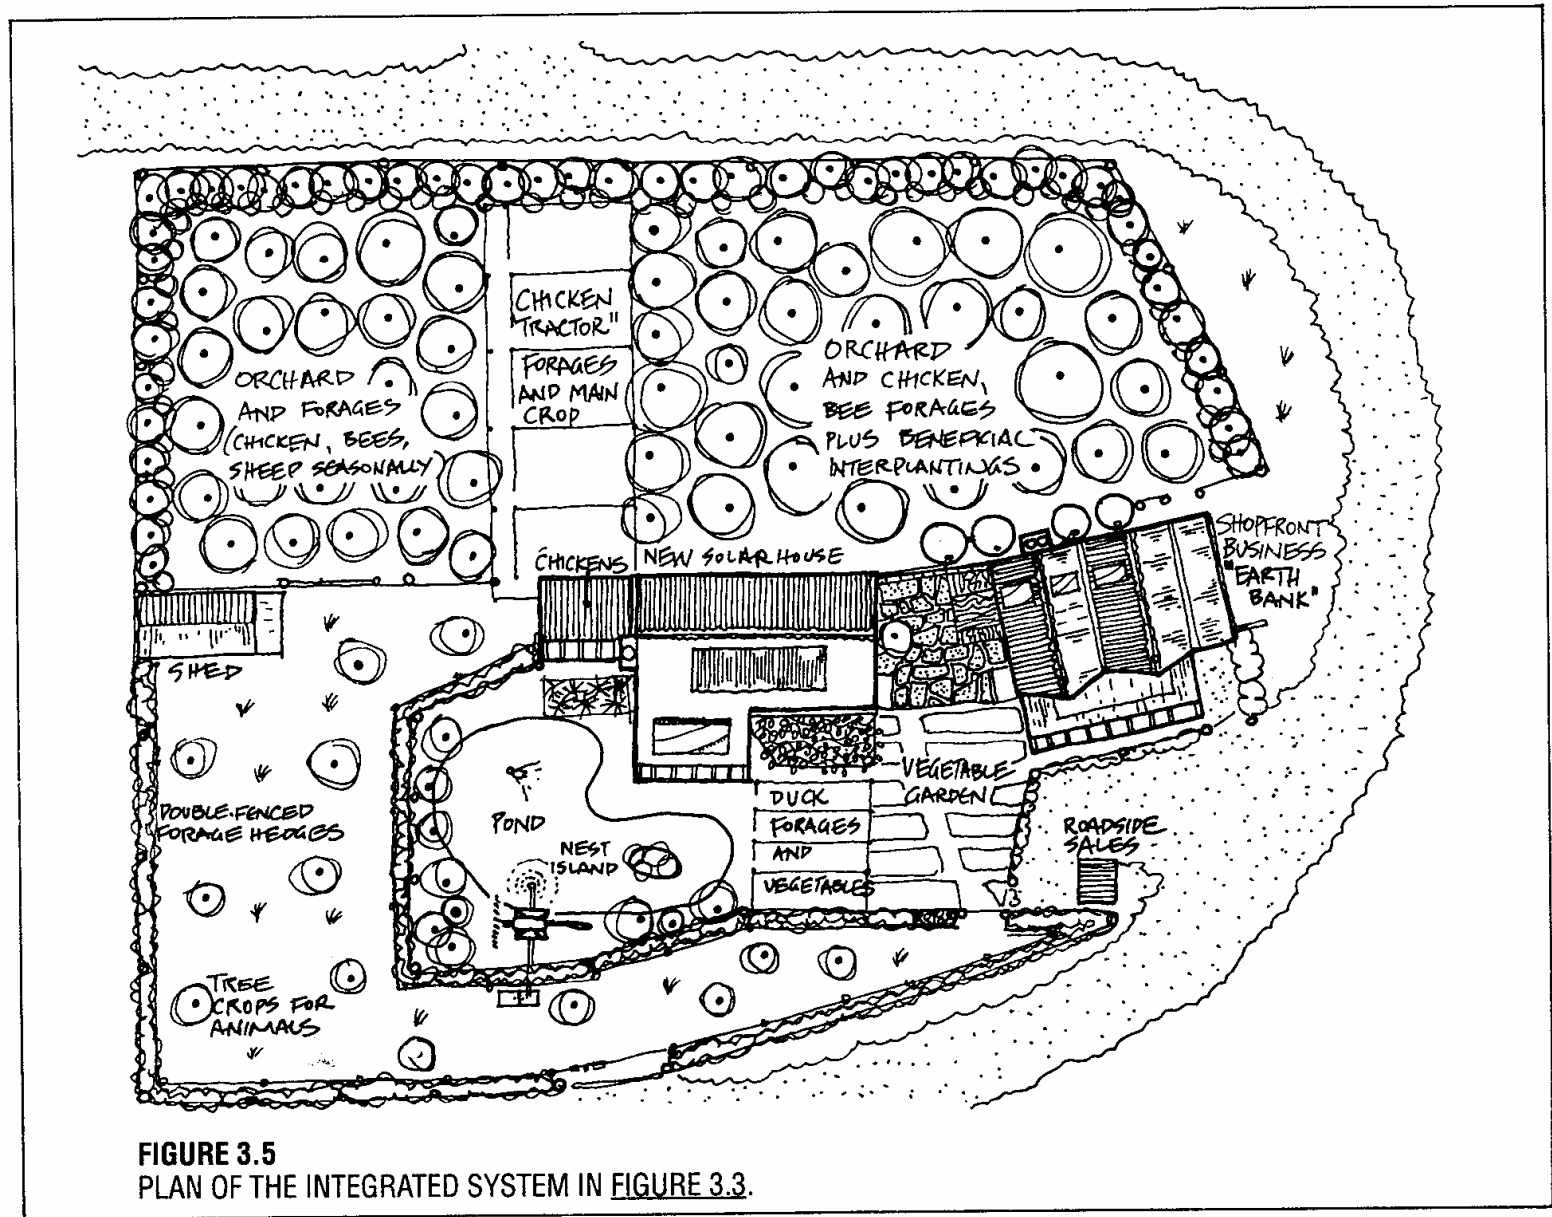 CHICKEN
"TRACTOR"
FORAGES
AND MAIN
CROP
ORCHARD
AND FORAGES
(CHICKEN, BEES,
SHEEP SEASONALLY)
ORCHARD
AND CHICKEN,
BEE FORAGES
PLUS BENEFICIAL
INTERPLANTINGS
CHICKENS
NEW SOLAR HOUSE
SHOPFRONT
BUSINESS
"EARTH
BANK"
SHED
DOUBLE-FENCED
FORAGE HEDGES
POND
NEST
ISLAND
DUCK
FORAGES
AND
VEGETABLES
VEGETABLE
GARDEN
ROADSIDE
SALES
TREE
CROPS FOR
ANIMALS
FIGURE 3.5
PLAN OF THE INTEGRATED SYSTEM IN FIGURE 3.3.